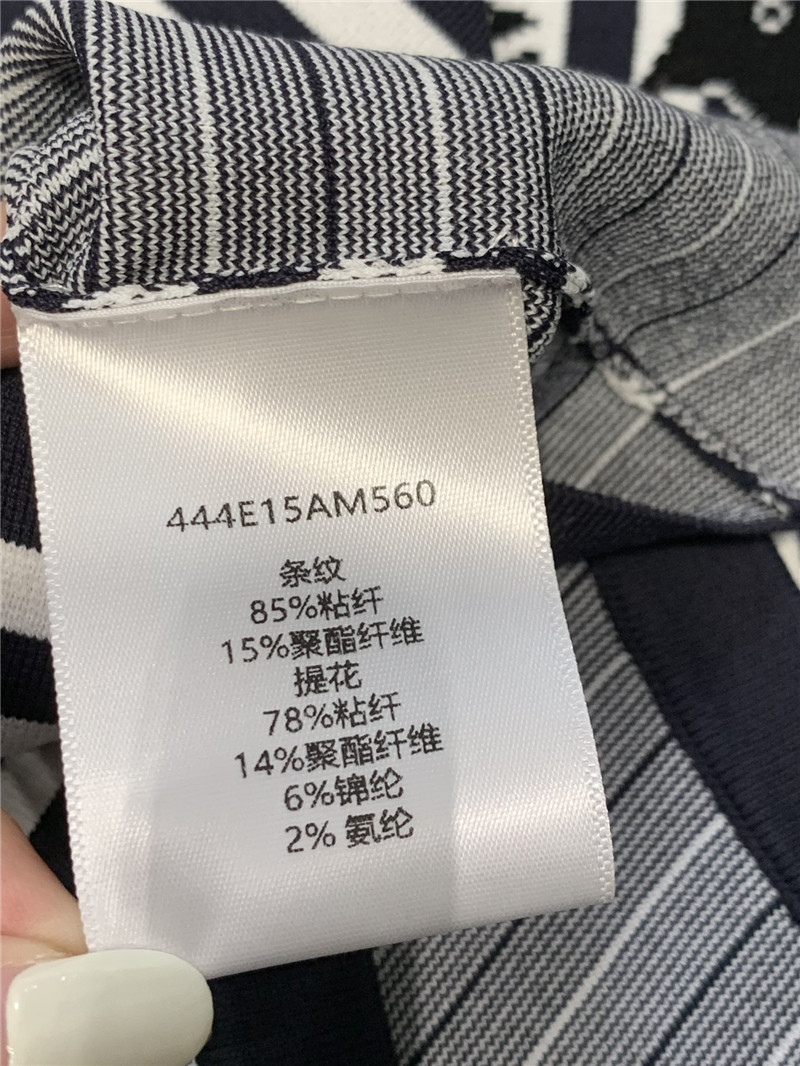 444E15AM560
条纹
85%粘纤
15%聚酯纤维
提花
78%粘纤
14%聚酯纤维
6%锦纶
2% 氨纶